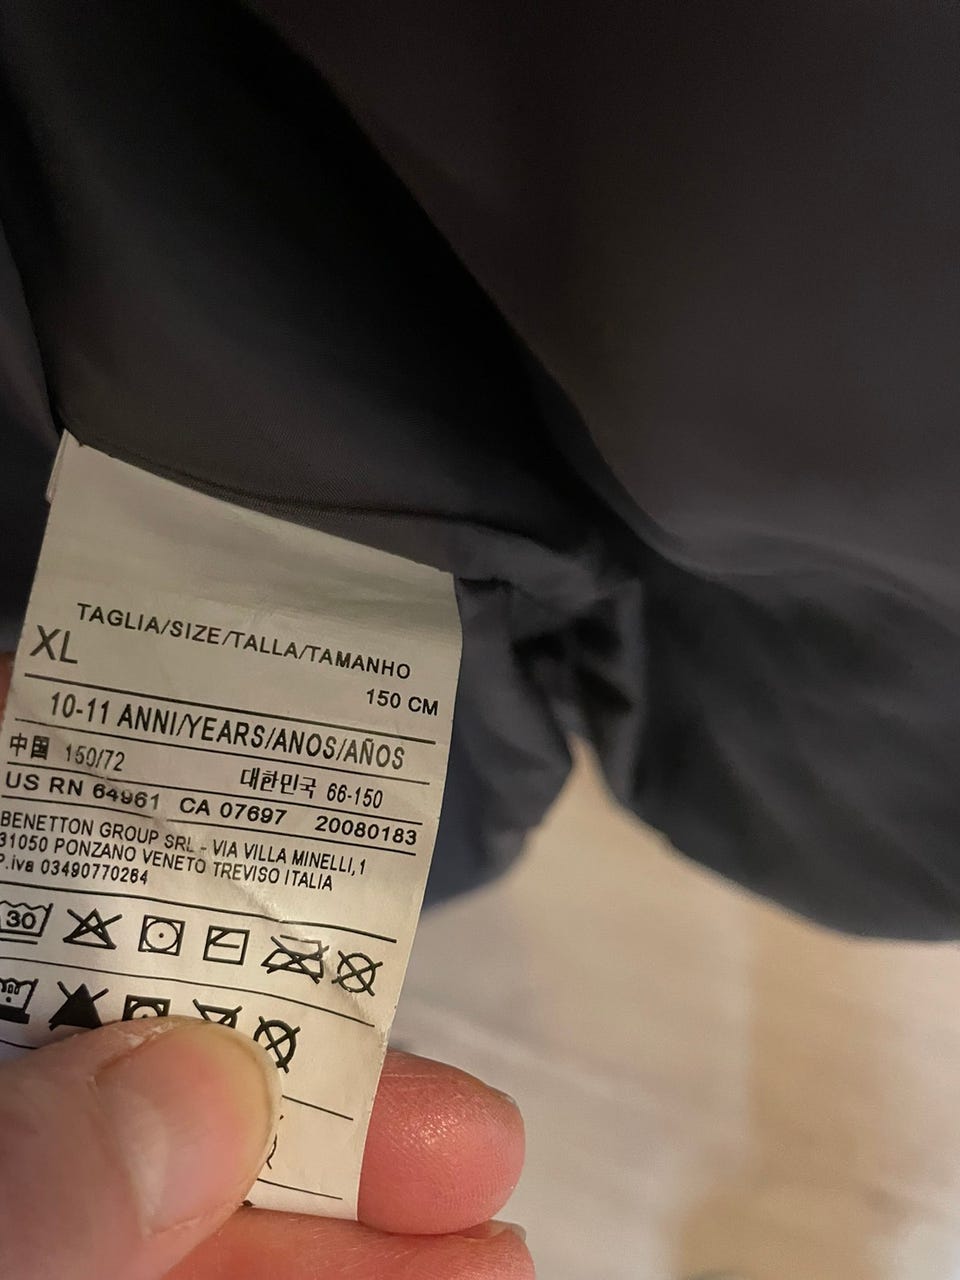 TAGLIA/SIZE/TALLA/TAMANHO
XL
150 CM
10-11 ANNI/YEARS/ANOS/AÑOS
中国 150/72 대한민국 66-150
US RN 64961 CA 07697 20080183
BENETTON GROUP SRL - VIA VILLA MINELLI,1
31050 PONZANO VENETO TREVISO ITALIA
P.iva 03490770264
30